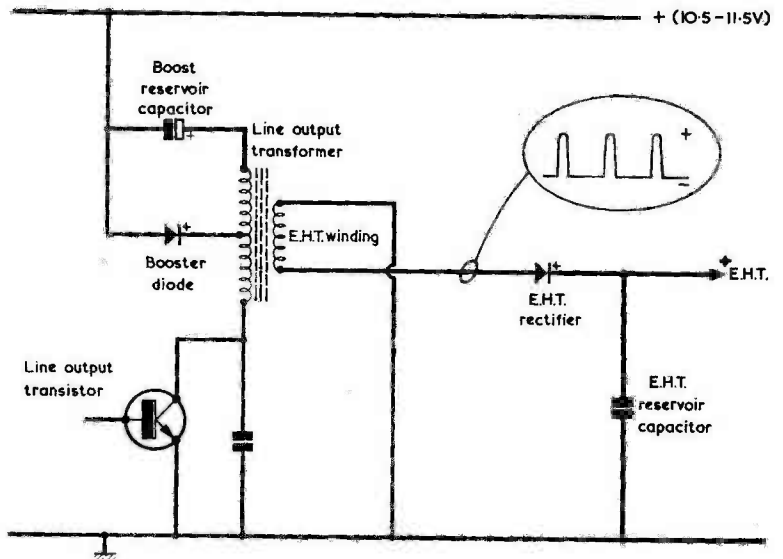 + (10·5–11·5V)
Boost
reservoir
capacitor
+
Line output
transformer
+
-
+
Booster
diode
E.H.T. winding
+
E.H.T.
rectifier
+
E.H.T.
Line output
transistor
E.H.T.
reservoir
capacitor